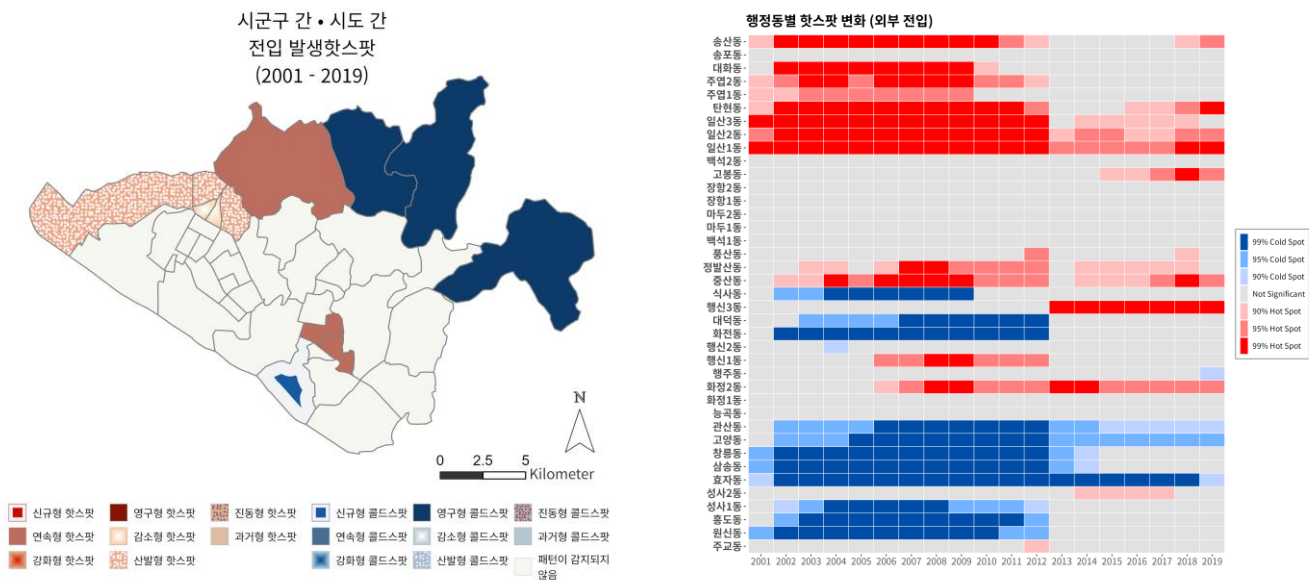 시군구 간 • 시도 간
전입 발생핫스팟
(2001 - 2019)
N
0 2.5 5
Kilometer
신규형 핫스팟
영구형 핫스팟
진동형 핫스팟
신규형 콜드스팟
영구형 콜드스팟
진동형 콜드스팟
연속형 핫스팟
감소형 핫스팟
과거형 핫스팟
연속형 콜드스팟
감소형 콜드스팟
과거형 콜드스팟
강화형 핫스팟
산발형 핫스팟
강화형 콜드스팟
산발형 콜드스팟
패턴이 감지되지
않음
행정동별 핫스팟 변화 (외부 전입)
송산동
송포동
대화동
주엽2동
주엽1동
탄현동
일산3동
일산2동
일산1동
백석2동
고봉동
장항2동
장항1동
마두2동
마두1동
백석1동
풍산동
정발산동
중산동
식사동
행신3동
대덕동
화전동
행신2동
행신1동
행주동
화정2동
화정1동
능곡동
관산동
고양동
창릉동
삼송동
효자동
성사2동
성사1동
흥도동
원신동
주교동
2001 2002 2003 2004 2005 2006 2007 2008 2009 2010 2011 2012 2013 2014 2015 2016 2017 2018 2019
99% Cold Spot
95% Cold Spot
90% Cold Spot
Not Significant
90% Hot Spot
95% Hot Spot
99% Hot Spot